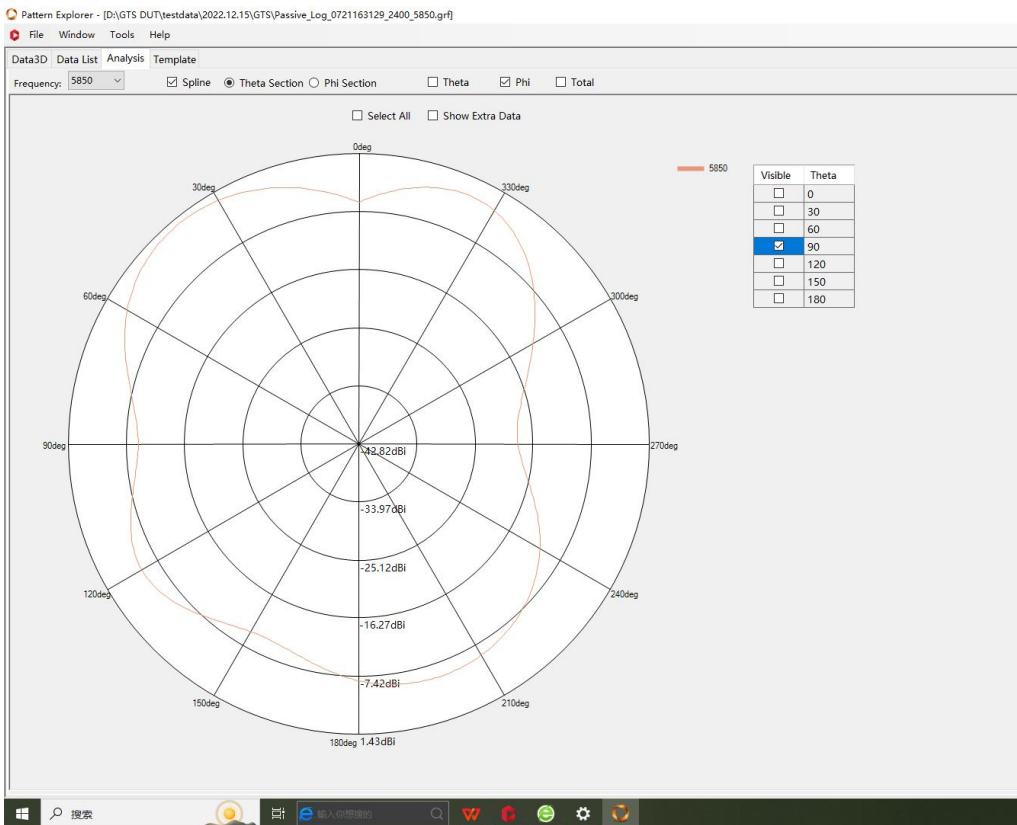 Pattern Explorer - [D:\GTS DUT\testdata\2022.12.15\GTS\Passive_Log_0721163129_2400_5850.grf]
File Window Tools Help
Data3D Data List Analysis Template
Frequency: 5850 Spline Theta Section Phi Section Theta Phi Total
Select All Show Extra Data
0deg
5850
Visible Theta
0
30
60
90
120
150
180
30deg
330deg
60deg
300deg
90deg
-42.82dBi
270deg
-33.97dBi
-25.12dBi
120deg
240deg
-16.27dBi
-7.42dBi
150deg
210deg
180deg 1.43dBi
搜索
输入你想搜的